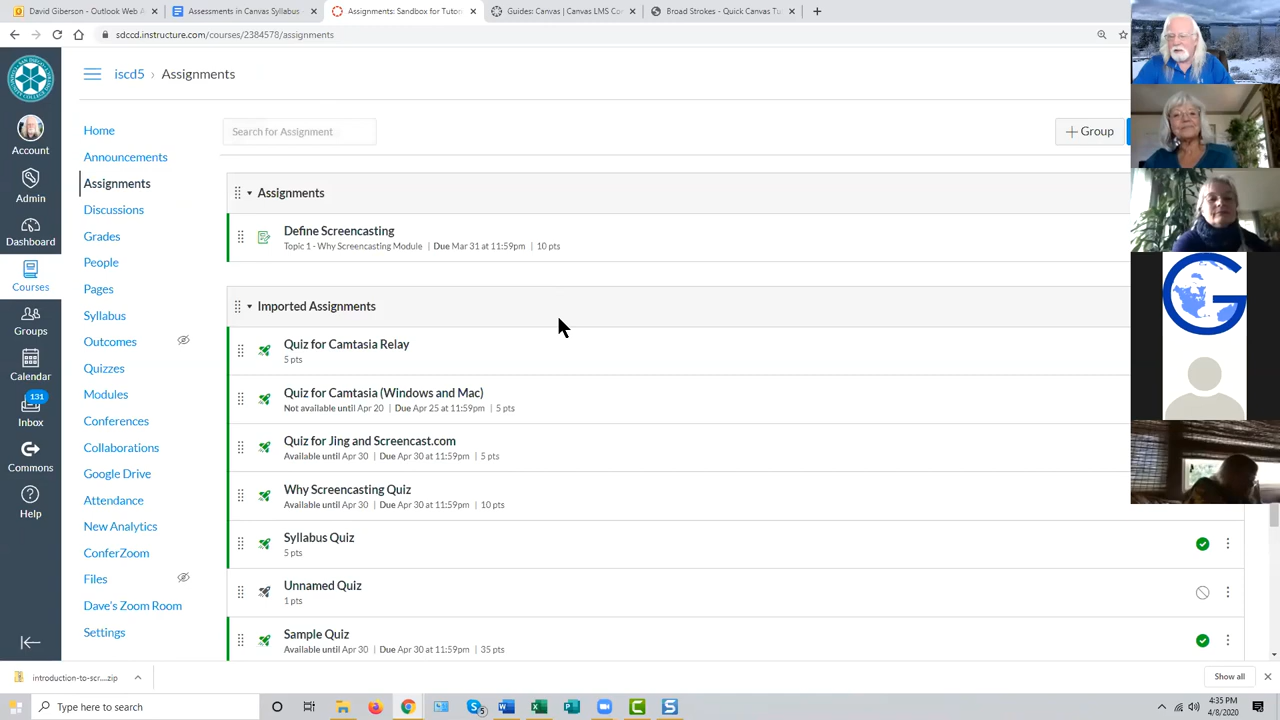 David Giberson - Outlook Web A
Assessments in Canvas Syllabus
Assignments: Sandbox for Tuto
Guides: Canvas | Canvas LMS Co
Broad Strokes - Quick Canvas Tu
sdccd.instructure.com/courses/2384578/assignments
iscd5 › Assignments
Account
Admin
Dashboard
Courses
Groups
Calendar
131
Inbox
Commons
Help
Home
Announcements
Assignments
Discussions
Grades
People
Pages
Syllabus
Outcomes
Quizzes
Modules
Conferences
Collaborations
Google Drive
Attendance
New Analytics
ConferZoom
Files
Dave's Zoom Room
Settings
Search for Assignment
+ Group
Assignments
Define Screencasting
Topic 1 - Why Screencasting Module | Due Mar 31 at 11:59pm | 10 pts
Imported Assignments
Quiz for Camtasia Relay
5 pts
Quiz for Camtasia (Windows and Mac)
Not available until Apr 20 | Due Apr 25 at 11:59pm | 5 pts
Quiz for Jing and Screencast.com
Available until Apr 30 | Due Apr 30 at 11:59pm | 5 pts
Why Screencasting Quiz
Available until Apr 30 | Due Apr 30 at 11:59pm | 10 pts
Syllabus Quiz
5 pts
Unnamed Quiz
1 pts
Sample Quiz
Available until Apr 30 | Due Apr 30 at 11:59pm | 35 pts
G
introduction-to-scr....zip
Show all
Type here to search
5
4:35 PM
4/8/2020